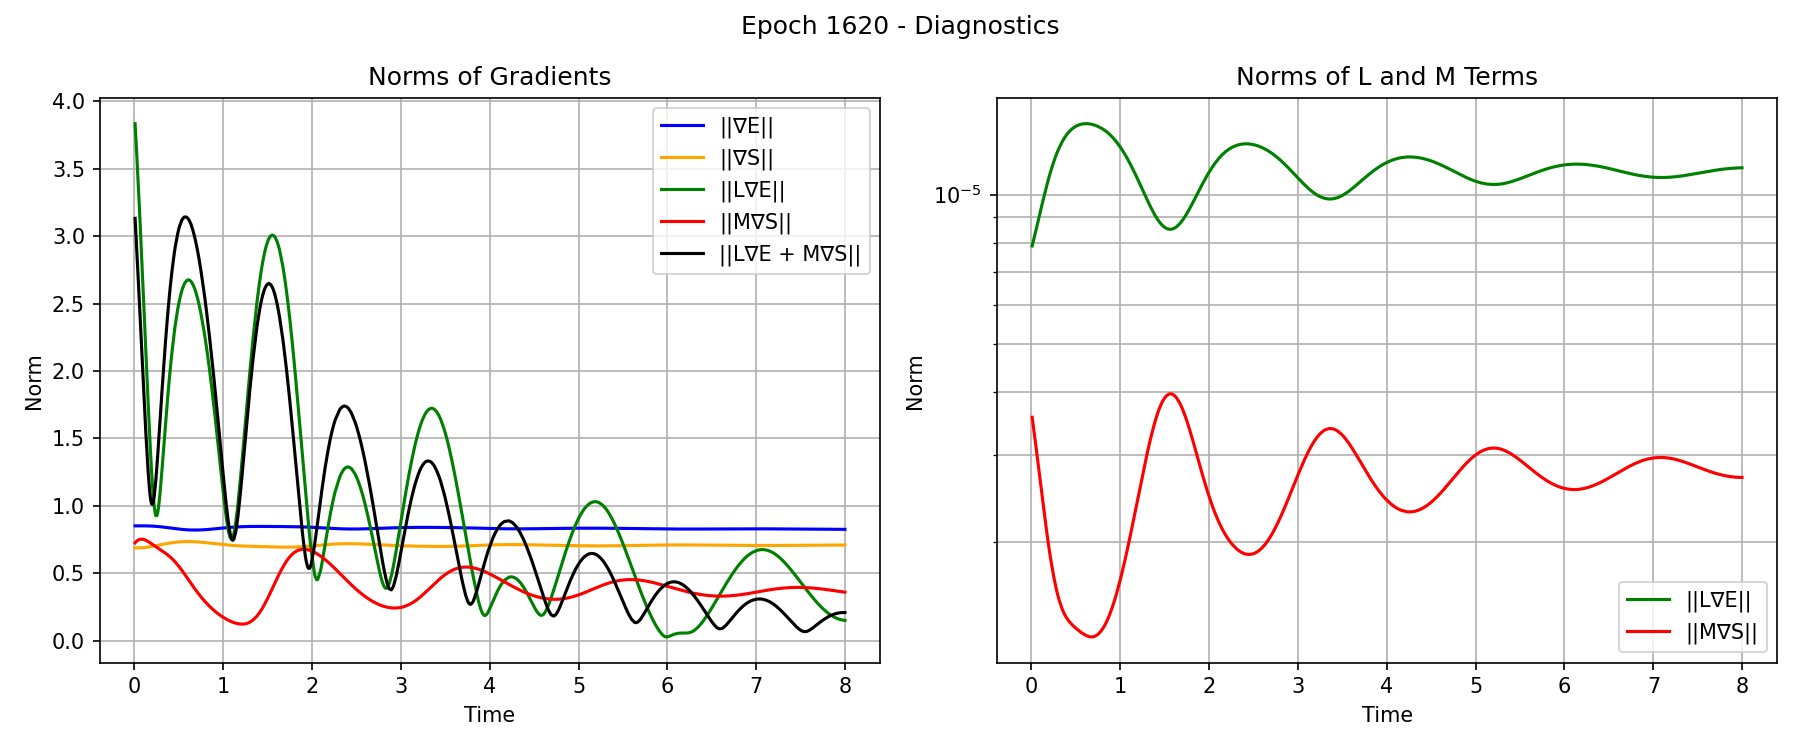 Epoch 1620 - Diagnostics
Norms of Gradients
Norm
4.0
3.5
3.0
2.5
2.0
1.5
1.0
0.5
0.0
||∇E||
||∇S||
||L∇E||
||M∇S||
||L∇E + M∇S||
0 1 2 3 4 5 6 7 8
Time
Norms of L and M Terms
Norm
10⁻⁵
||L∇E||
||M∇S||
0 1 2 3 4 5 6 7 8
Time